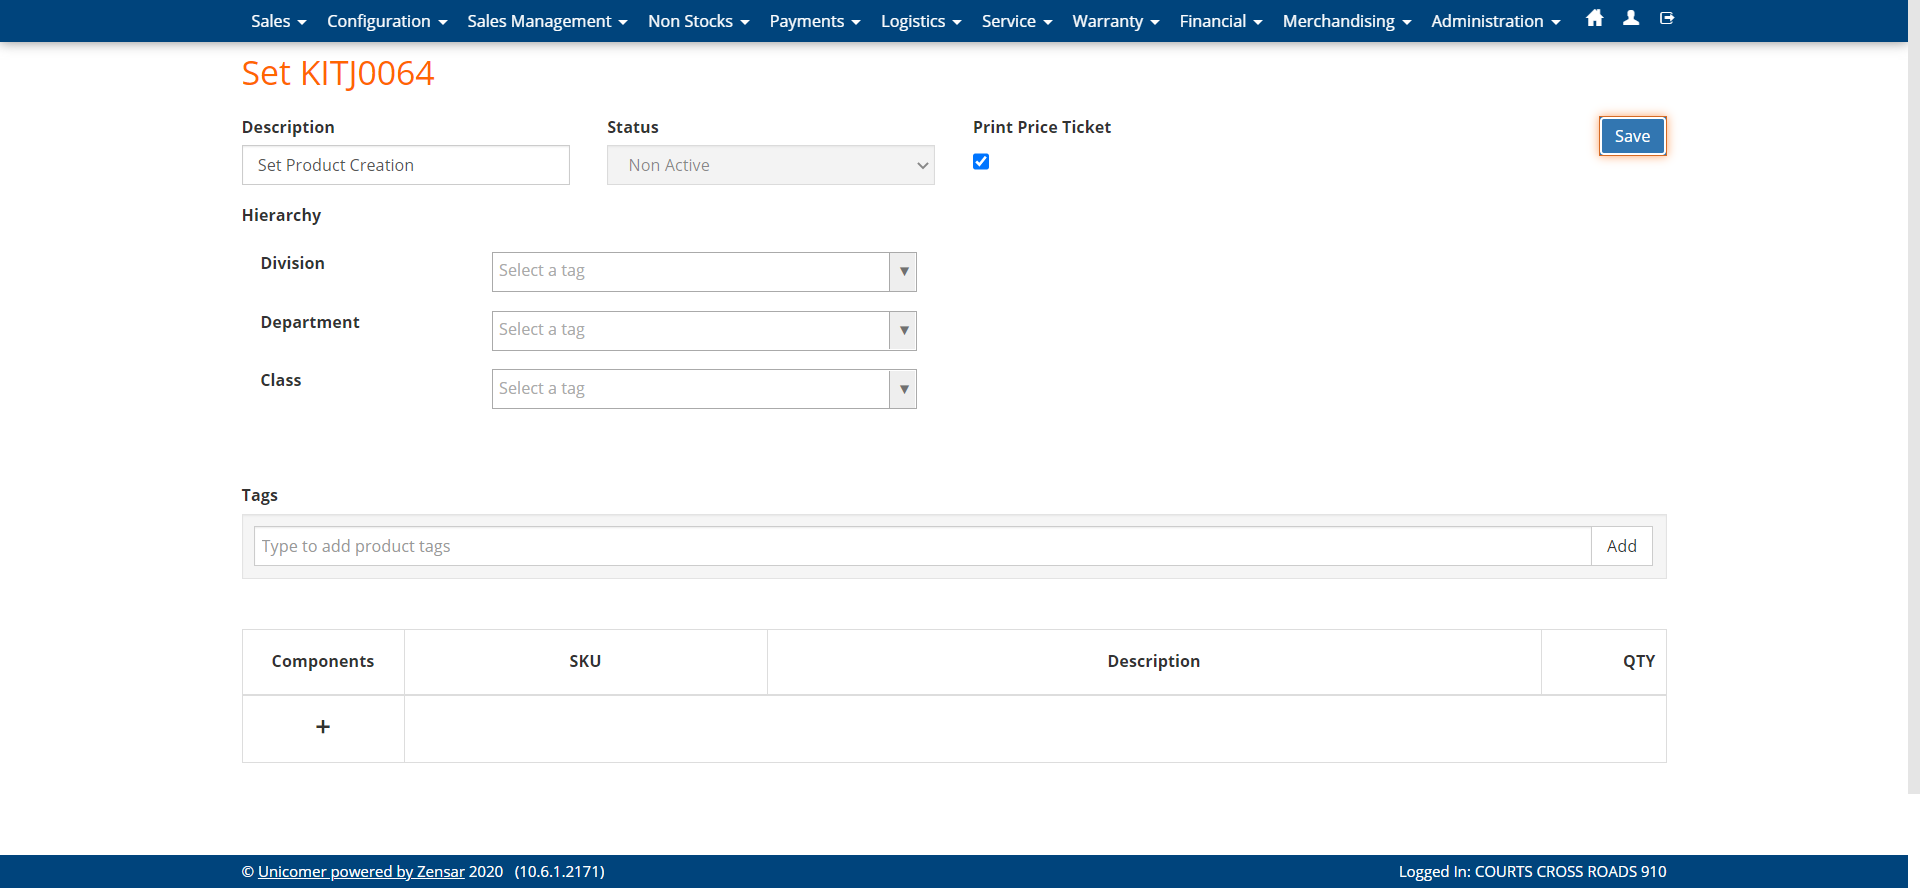 Sales Configuration Sales Management Non Stocks Payments Logistics Service Warranty Financial Merchandising Administration
Set KITJ0064
Description Status Print Price Ticket
Save
Set Product Creation Non Active
Hierarchy
Division Select a tag
Department Select a tag
Class Select a tag
Tags
Type to add product tags Add
Components SKU Description QTY
+
© Unicomer powered by Zensar 2020 (10.6.1.2171) Logged In: COURTS CROSS ROADS 910